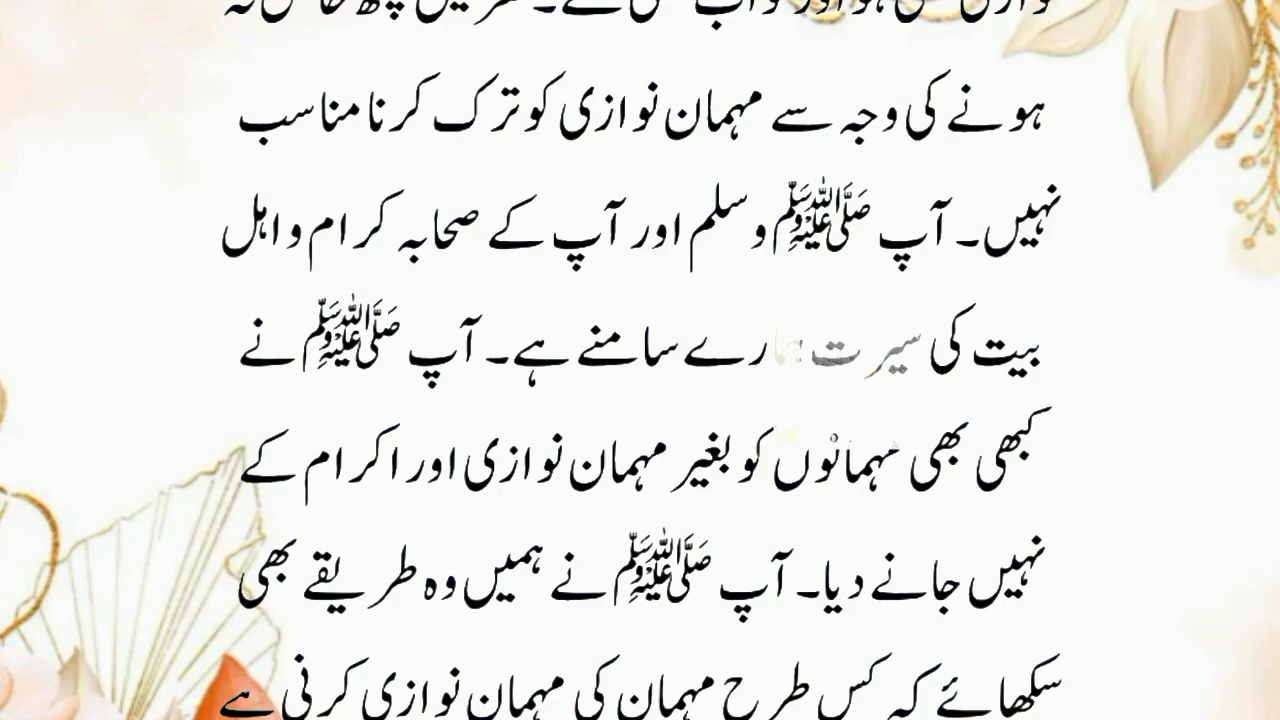 ہونے کی وجہ سے مہمان نوازی کو ترک کرنا مناسب
نہیں۔ آپ ﷺ وسلم اور آپ کے صحابہ کرام و اہل
بیت کی سیرت ہمارے سامنے ہے۔ آپ ﷺ نے
کبھی بھی مہمانوں کو بغیر مہمان نوازی اور اکرام کے
نہیں جانے دیا۔ آپ ﷺ نے ہمیں وہ طریقے بھی
سکھائے کہ کس طرح مہمان کی مہمان نوازی کرنی ہے